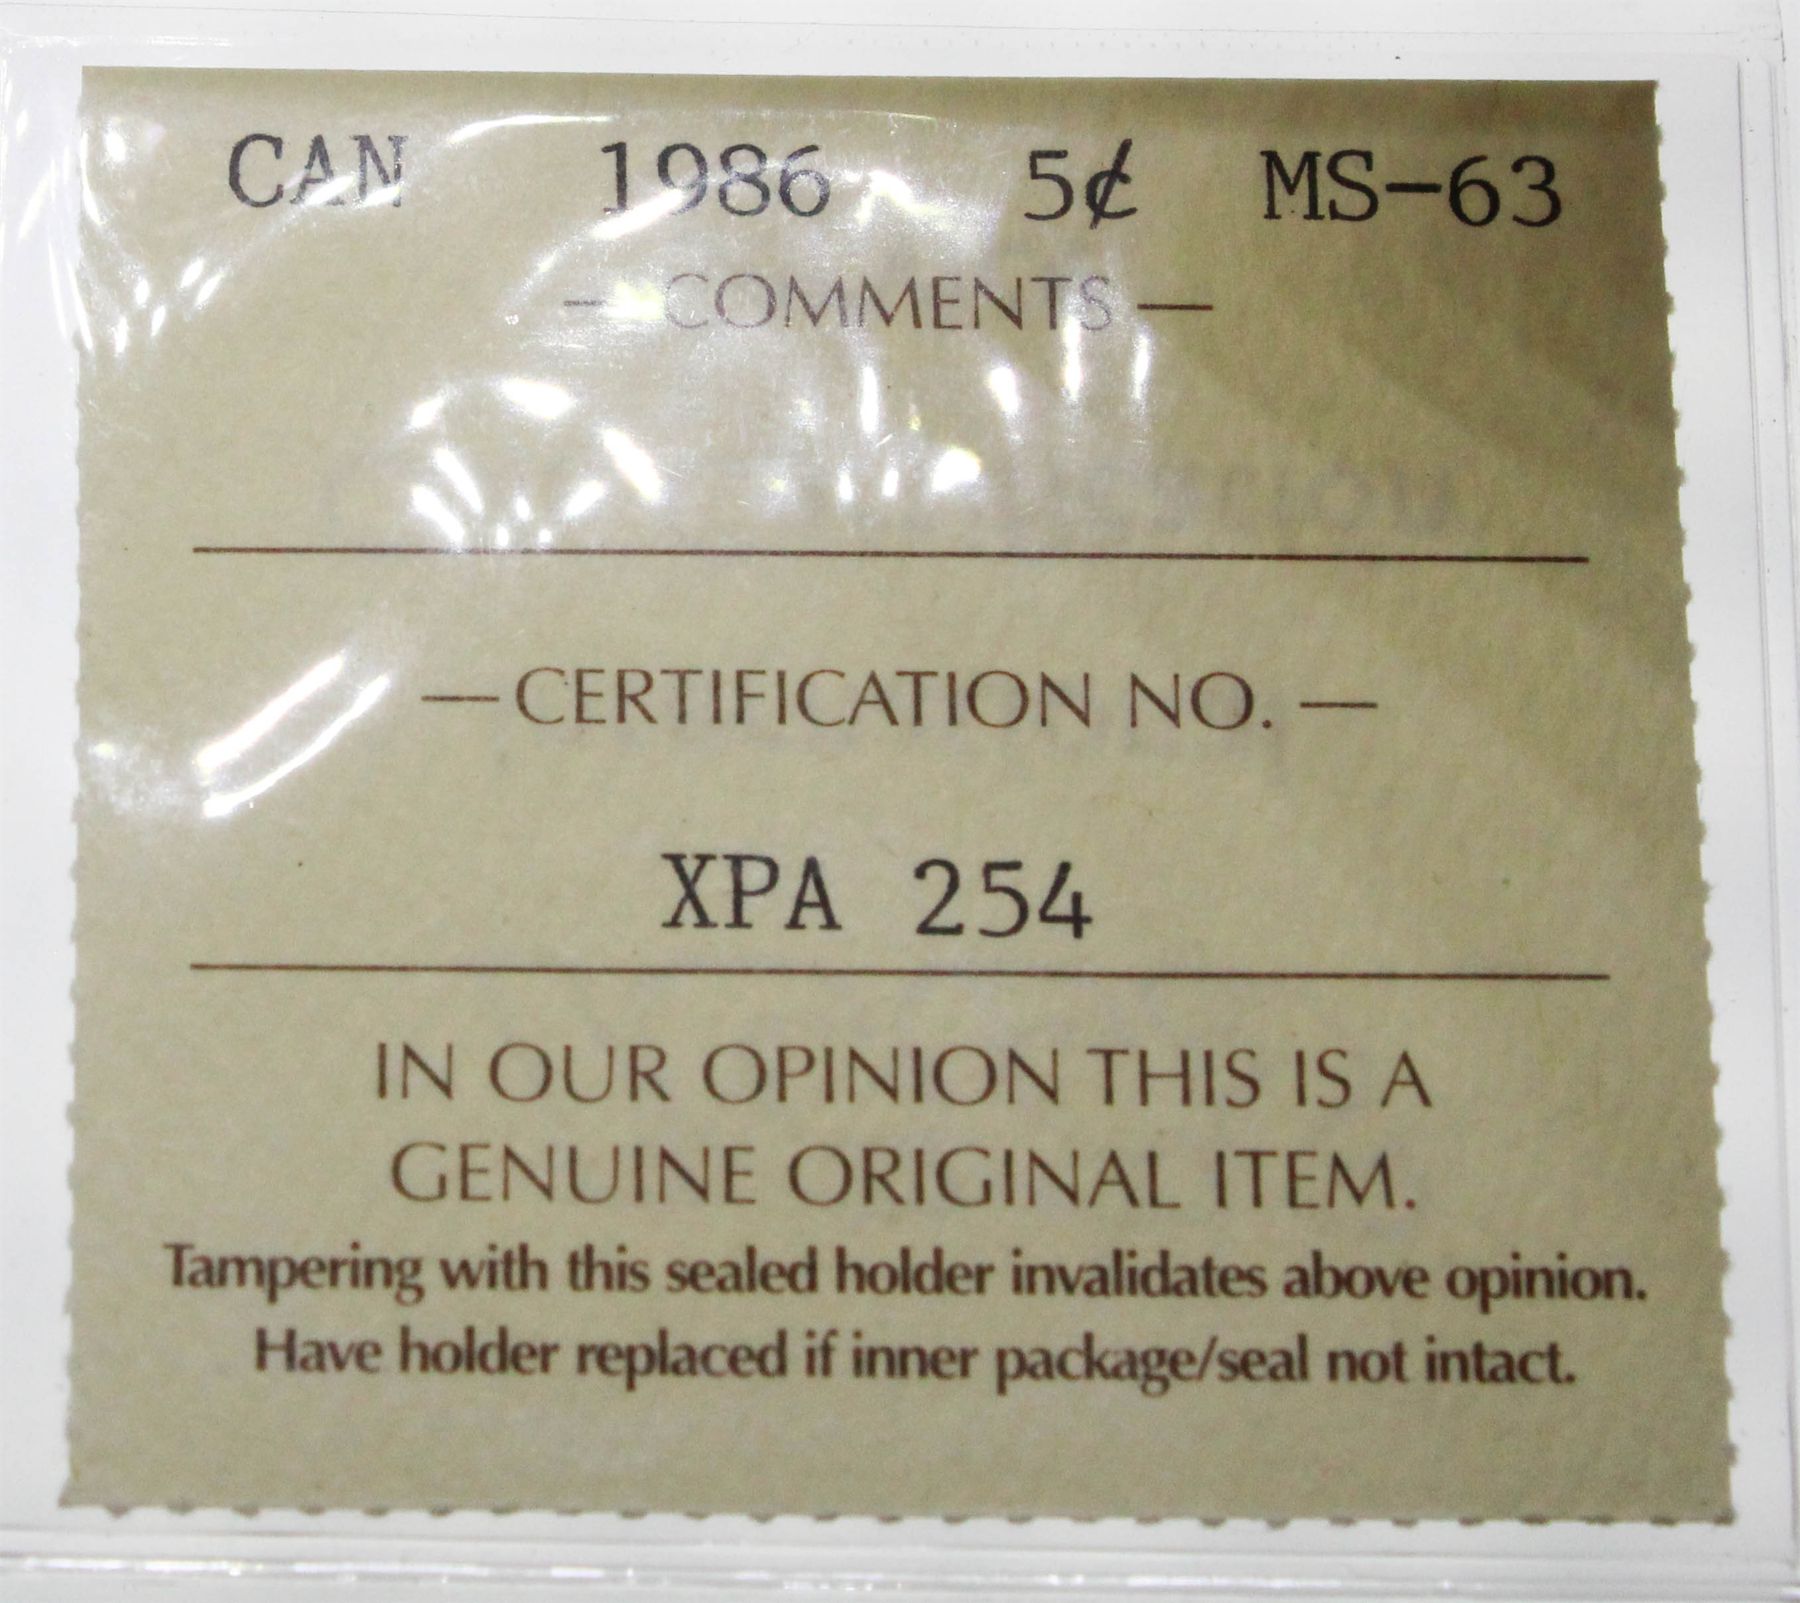 CAN 1986 5¢ MS-63
— COMMENTS —
— CERTIFICATION NO. —
XPA 254
IN OUR OPINION THIS IS A
GENUINE ORIGINAL ITEM.
Tampering with this sealed holder invalidates above opinion.
Have holder replaced if inner package/seal not intact.